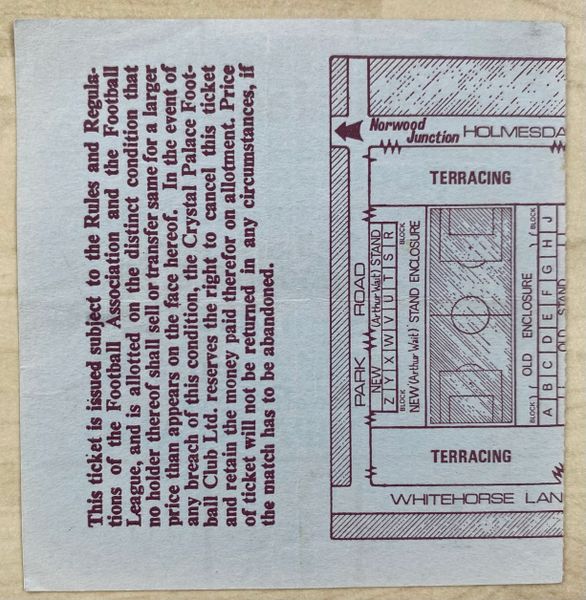 This ticket is issued subject to the Rules and Regula-
tions of the Football Association and the Football
League, and is allotted on the distinct condition that
no holder thereof shall sell or transfer same for a larger
price than appears on the face hereof. In the event of
any breach of this condition, the Crystal Palace Foot-
ball Club Ltd. reserves the right to cancel this ticket
and retain the money paid therefor on allotment. Price
of ticket will not be returned in any circumstances, if
the match has to be abandoned.
Norwood
Junction
HOLMESDA
TERRACING
PARK ROAD
NEW (Arthur Wait) STAND
Z Y X W V U T S R
BLOCK
BLOCK
NEW (Arthur Wait) STAND ENCLOSURE
BLOCK) ( OLD ENCLOSURE ) (BLOCK
A B C D E F G H J
TERRACING
WHITEHORSE LAN